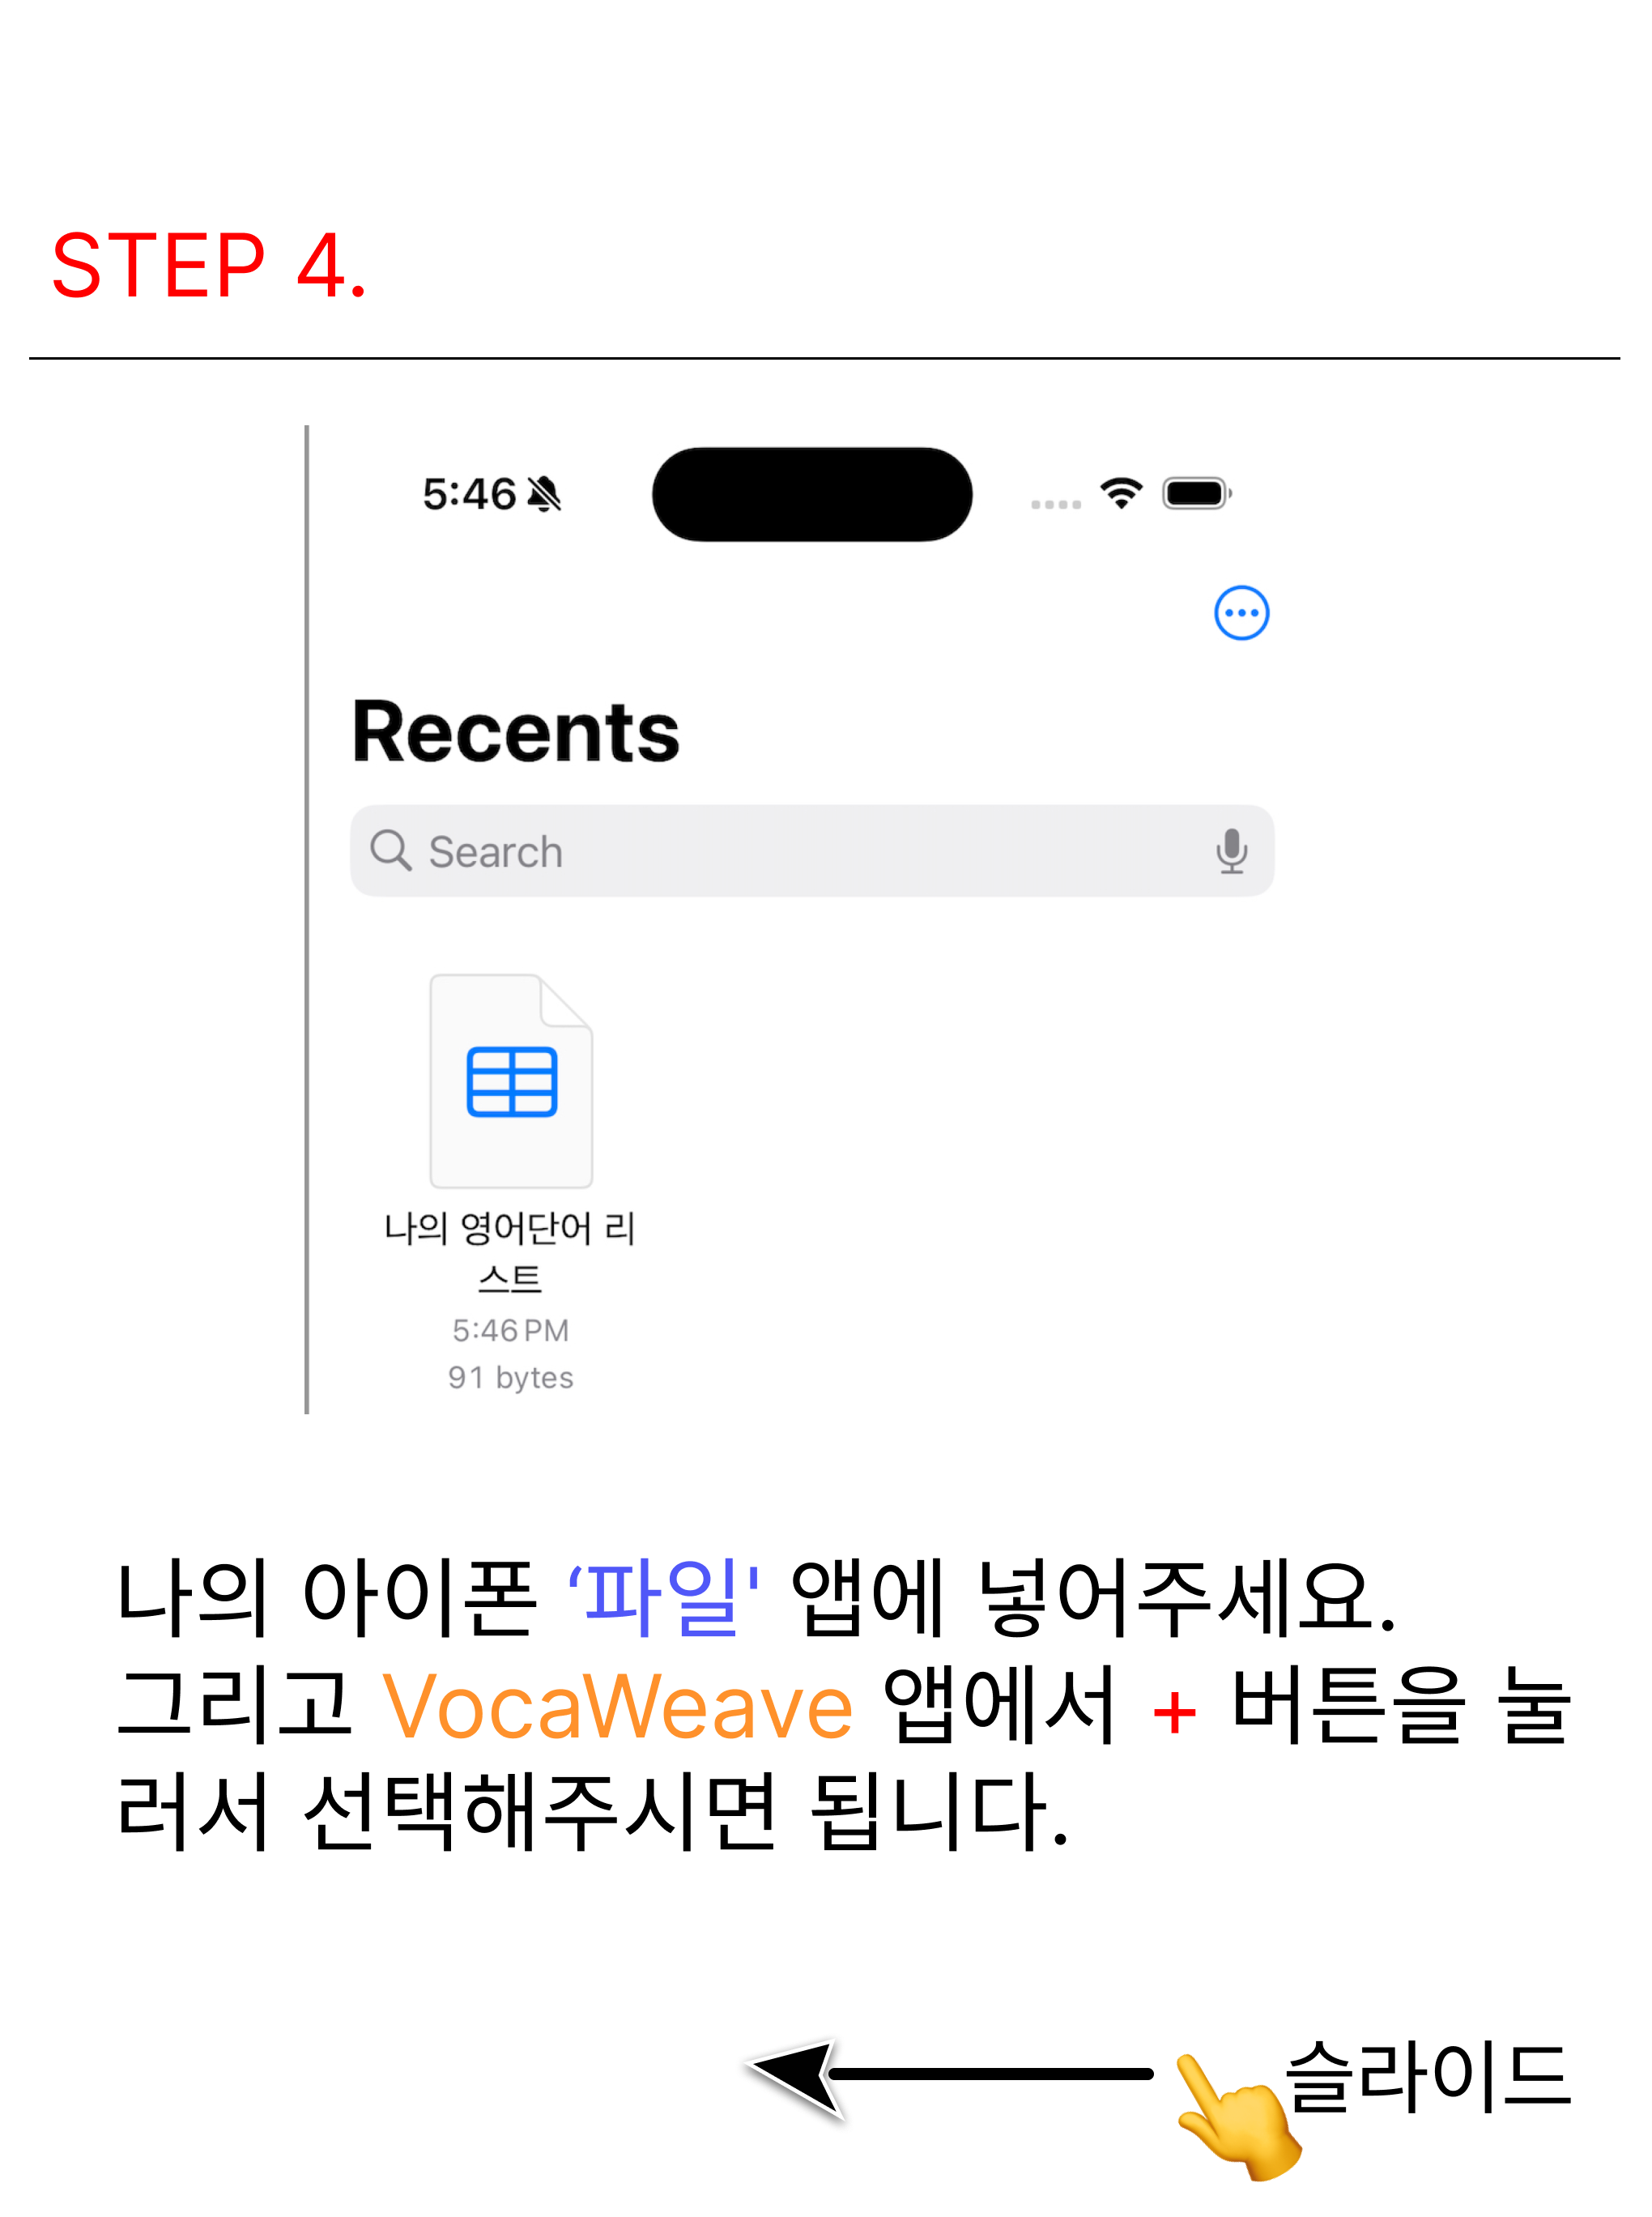 STEP 4.
5:46
Recents
Search
나의 영어단어 리
스트
5:46 PM
91 bytes
나의 아이폰 ‘파일' 앱에 넣어주세요.
그리고 VocaWeave 앱에서 + 버튼을 눌
러서 선택해주시면 됩니다.
슬라이드